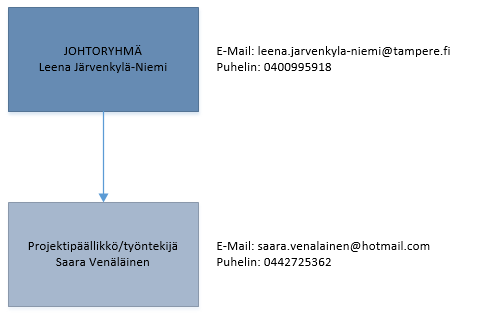 JOHTORYHMÄ
Leena Järvenkylä-Niemi
E-Mail: leena.jarvenkyla-niemi@tampere.fi
Puhelin: 0400995918
Projektipäällikkö/työntekijä
Saara Venäläinen
E-Mail: saara.venalainen@hotmail.com
Puhelin: 0442725362